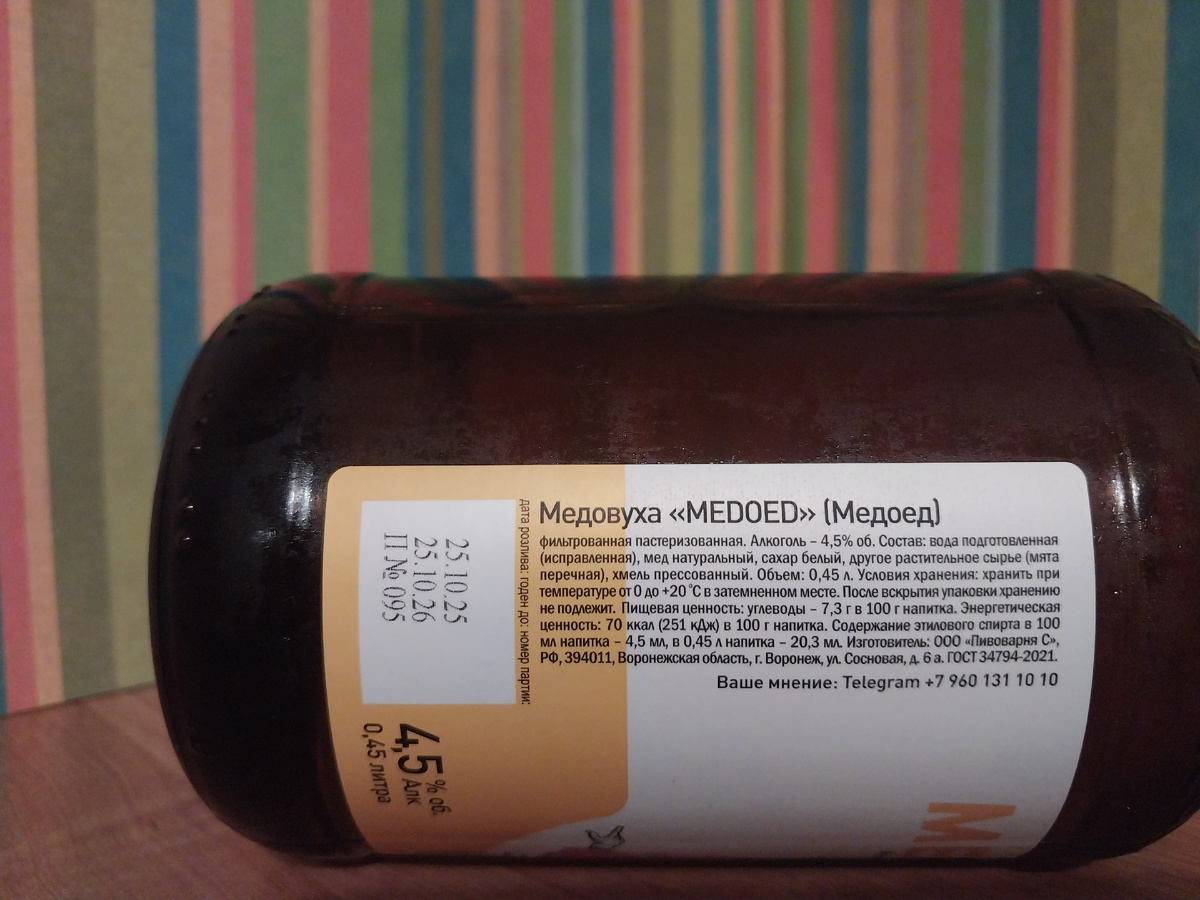 Медовуха «MEDOED» (Медоед)
фильтрованная пастеризованная. Алкоголь – 4,5% об. Состав: вода подготовленная
(исправленная), мед натуральный, сахар белый, другое растительное сырье (мята
перечная), хмель прессованный. Объем: 0,45 л. Условия хранения: хранить при
температуре от 0 до +20 °С в затемненном месте. После вскрытия упаковки хранению
не подлежит. Пищевая ценность: углеводы – 7,3 г в 100 г напитка. Энергетическая
ценность: 70 ккал (251 кДж) в 100 г напитка. Содержание этилового спирта в 100
мл напитка – 4,5 мл, в 0,45 л напитка – 20,3 мл. Изготовитель: ООО «Пивоварня С»,
РФ, 394011, Воронежская область, г. Воронеж, ул. Сосновая, д. 6 а. ГОСТ 34794-2021.
Ваше мнение: Telegram +7 960 131 10 10
дата розлива: годен до: номер партии:
25.10.25
25.10.26
П № 095
4,5 % об.
Алк
0,45 литра